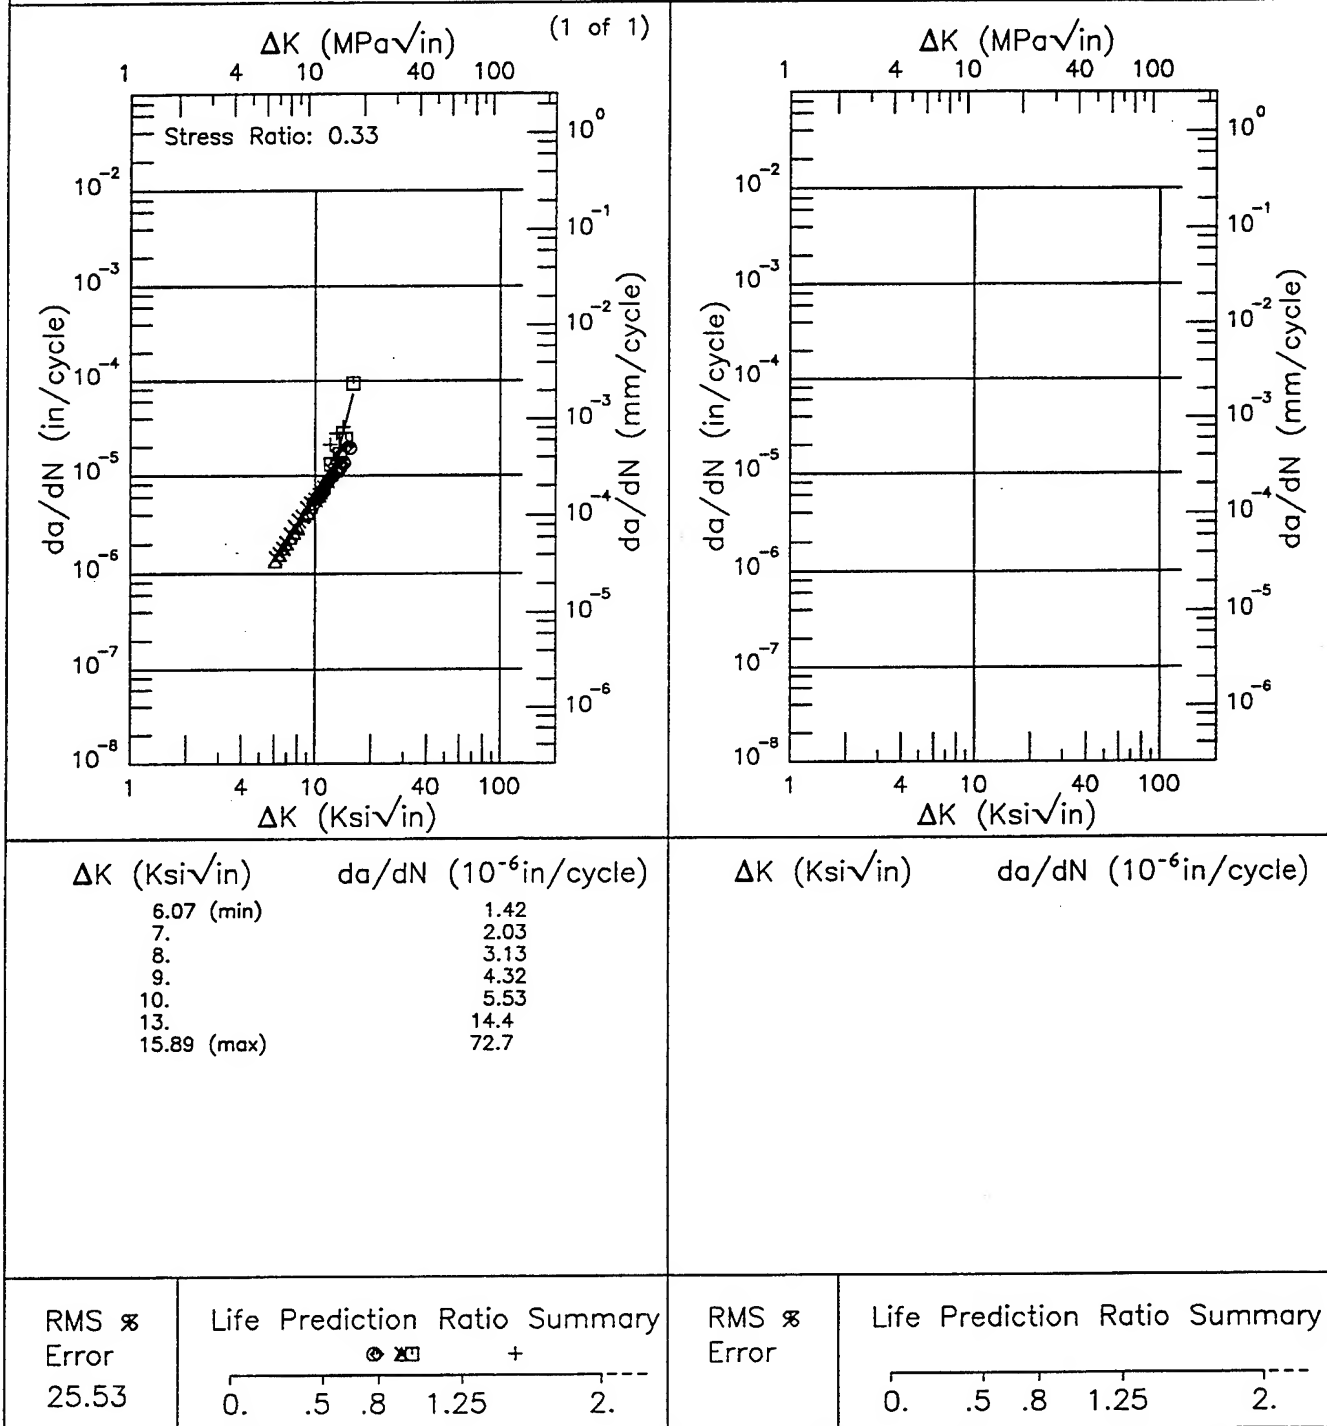 (1 of 1)
ΔK (MPa√in)
1 4 10 40 100
Stress Ratio: 0.33
10⁰
10⁻¹
10⁻²
10⁻³
10⁻⁴
10⁻⁵
10⁻⁶
da/dN (mm/cycle)
10⁻²
10⁻³
10⁻⁴
10⁻⁵
10⁻⁶
10⁻⁷
10⁻⁸
da/dN (in/cycle)
1 4 10 40 100
ΔK (Ksi√in)
ΔK (MPa√in)
1 4 10 40 100
10⁰
10⁻¹
10⁻²
10⁻³
10⁻⁴
10⁻⁵
10⁻⁶
da/dN (mm/cycle)
10⁻²
10⁻³
10⁻⁴
10⁻⁵
10⁻⁶
10⁻⁷
10⁻⁸
da/dN (in/cycle)
1 4 10 40 100
ΔK (Ksi√in)
ΔK (Ksi√in) da/dN (10⁻⁶in/cycle)
6.07 (min) 1.42
7. 2.03
8. 3.13
9. 4.32
10. 5.53
13. 14.4
15.89 (max) 72.7
ΔK (Ksi√in) da/dN (10⁻⁶in/cycle)
RMS %
Error
25.53
Life Prediction Ratio Summary
0. .5 .8 1.25 2.
RMS %
Error
Life Prediction Ratio Summary
0. .5 .8 1.25 2.